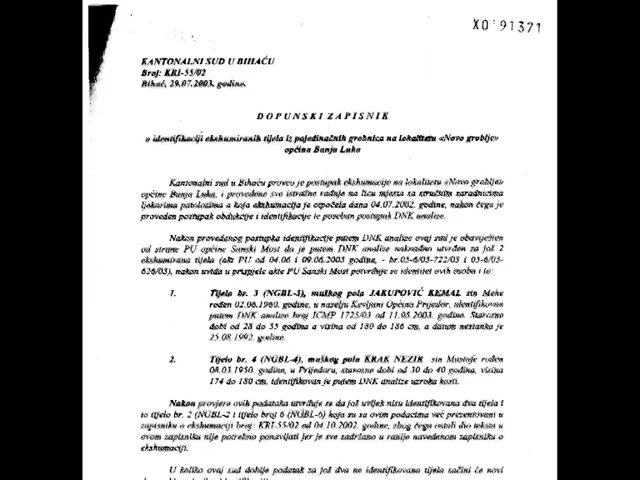 X0191371
KANTONALNI SUD U BIHAĆU
Broj: KRI-55/02
Bihać, 29.07.2003. godine.
DOPUNSKI ZAPISNIK
o identifikaciji ekshumiranih tijela iz pojedinačnih grobnica na lokalitetu «Novo groblje»
općina Banja Luka
Kantonalni sud u Bihaću proveo je postupak ekshumacije na lokalitetu «Novo groblje»
općine Banja Luka, i provedene sve istražne radnje na licu mjesta sa stručnim saradnicima
ljekarima patolozima a koja ekshumacija je otpočela dana 04.07.2002. godine, nakon čega je
proveden postupak obdukcije i identifikacije te poseban postupak DNK analize.
Nakon provedenog postupka identifikacije putem DNK analize ovaj sud je obavješten
od strane PU općine Sanski Most da je putem DNK analize naknadno utvrđen za još 2
ekshumirana tijela (akt PU od 04.06 i 09.06.2003 godine, - br.05-6/05-722/03 i 05-6/05-
626/03), nakon uvida u prispjele akte PU Sanski Most potvrđuje se identitet ovih osoba i to:
1. Tijelo br. 3 (NGBL-3), muškog pola JAKUPOVIĆ KEMAL sin Mehe
rođen 02.06.1960. godine, u naselju Kevljani Općina Prijedor, identifikovan
putem DNK analize broj ICMP 1725/03 od 11.05.2003. godine. Starosne
dobi od 28 do 35 godina a visina od 180 do 186 cm, a datum nestanka je
25.08.1992. godine.
2. Tijelo br. 4 (NGBL-4), muškog pola KRAK NEZIR sin Mustafe rođen
08.03.1950. godine, u Prijedoru, starosne dobi od 30 do 40 godina, visina
174 do 180 cm, identifikovan je putem DNK analize uzroka kosti.
Nakon provjere ovih podataka utvrđuje se da još uvijek nisu identifikovana dva tijela i
to tijelo br. 2 (NGBL-2 i tijelo broj 6 (NGBL-6) koja su sa ovim podacima već prezentovani u
zapisniku o ekshumaciji broj: KRI-55/02 od 04.10.2002. godine, zbog čega ostali dio teksta u
ovom zapisniku nije potrebno ponavljati jer je sve sadržano u ranije navedenom zapisniku o
ekshumaciji.
U koliko ovaj sud dobije podatak za još dva ne identifikovana tijela sačini će novi